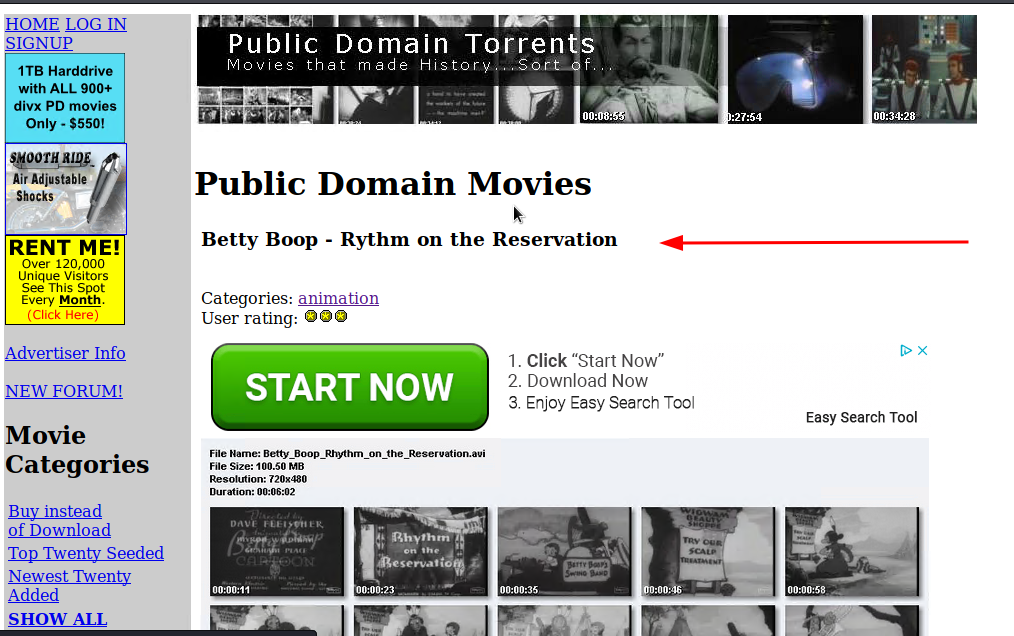 HOME LOG IN
SIGNUP
1TB Harddrive
with ALL 900+
divx PD movies
Only - $550!
SMOOTH RIDE
Air Adjustable
Shocks
RENT ME!
Over 120,000
Unique Visitors
See This Spot
Every Month.
(Click Here)
Advertiser Info
NEW FORUM!
Movie
Categories
Buy instead
of Download
Top Twenty Seeded
Newest Twenty
Added
SHOW ALL
Public Domain Torrents
Movies that made History...Sort of...
00:08:55
0:27:54
00:34:28
Public Domain Movies
Betty Boop - Rythm on the Reservation
Categories: animation
User rating:
START NOW
1. Click “Start Now”
2. Download Now
3. Enjoy Easy Search Tool
Easy Search Tool
File Name: Betty_Boop_Rhythm_on_the_Reservation.avi
File Size: 100.50 MB
Resolution: 720x480
Duration: 00:06:02
Directed by
DAVE FLEISCHER
Betty Boop
CARTOON
00:00:11
Rhythm
on the
Reservation
00:00:23
BETTY BOOP'S
SWING BAND
00:00:35
WIGWAM
BEAUTY
SHOPPE
TRY OUR
SCALP
TREATMENT
00:00:46
00:00:58